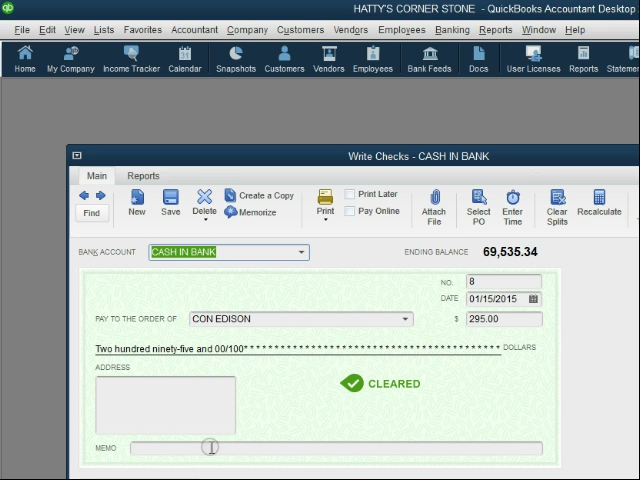 qb HATTY'S CORNER STONE - QuickBooks Accountant Desktop
File Edit View Lists Favorites Accountant Company Customers Vendors Employees Banking Reports Window Help
31
Home My Company Income Tracker Calendar Snapshots Customers Vendors Employees Bank Feeds Docs User Licenses Reports Statemen
Write Checks - CASH IN BANK
Main Reports
Find New Save Delete Create a Copy Memorize Print Print Later Pay Online Attach File Select PO Enter Time Clear Splits Recalculate
BANK ACCOUNT CASH IN BANK ENDING BALANCE 69,535.34
NO. 8
DATE 01/15/2015
PAY TO THE ORDER OF CON EDISON $ 295.00
Two hundred ninety-five and 00/100* * * * * * * * * * * * * * * * * * * * * * * * * * * * * * * * * * * * * * * * DOLLARS
ADDRESS
CLEARED
MEMO